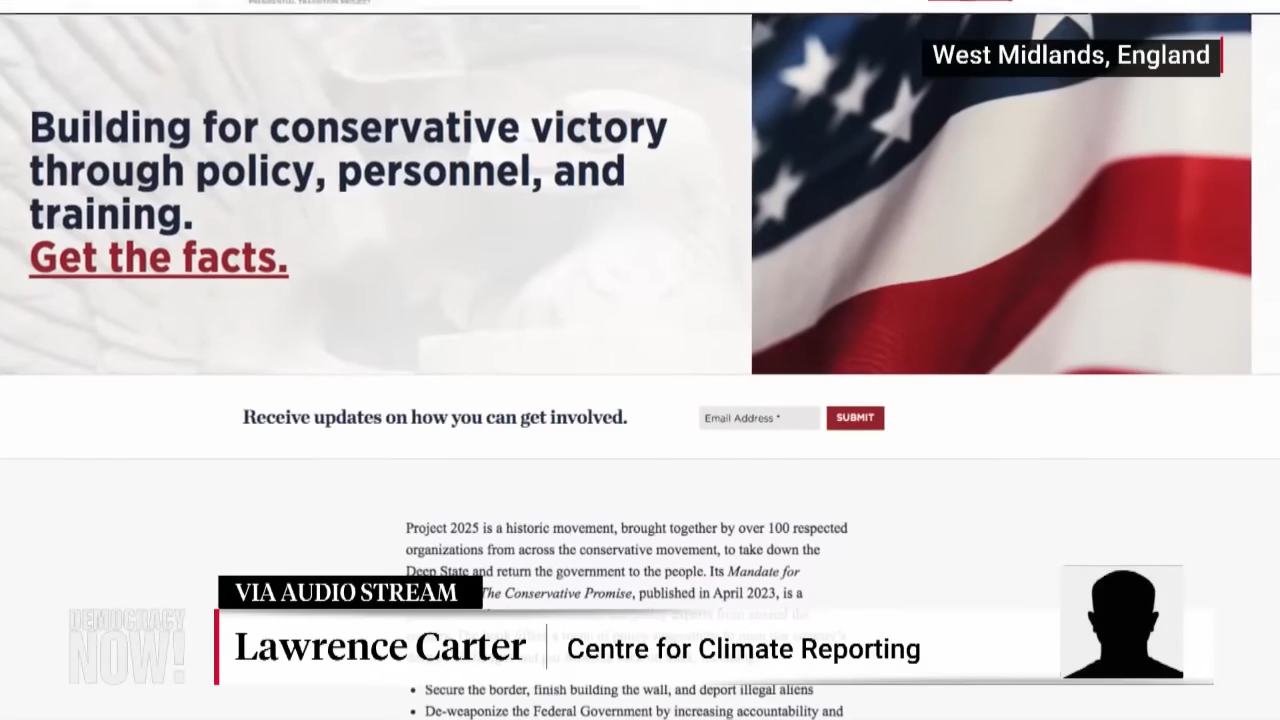 PRESIDENTIAL TRANSITION PROJECT
West Midlands, England
Building for conservative victory
through policy, personnel, and
training.
Get the facts.
Receive updates on how you can get involved.
Email Address *
SUBMIT
Project 2025 is a historic movement, brought together by over 100 respected
organizations from across the conservative movement, to take down the
Deep State and return the government to the people. Its Mandate for
The Conservative Promise, published in April 2023, is a
VIA AUDIO STREAM
DEMOCRACY
NOW!
Lawrence Carter
Centre for Climate Reporting
• Secure the border, finish building the wall, and deport illegal aliens
• De-weaponize the Federal Government by increasing accountability and